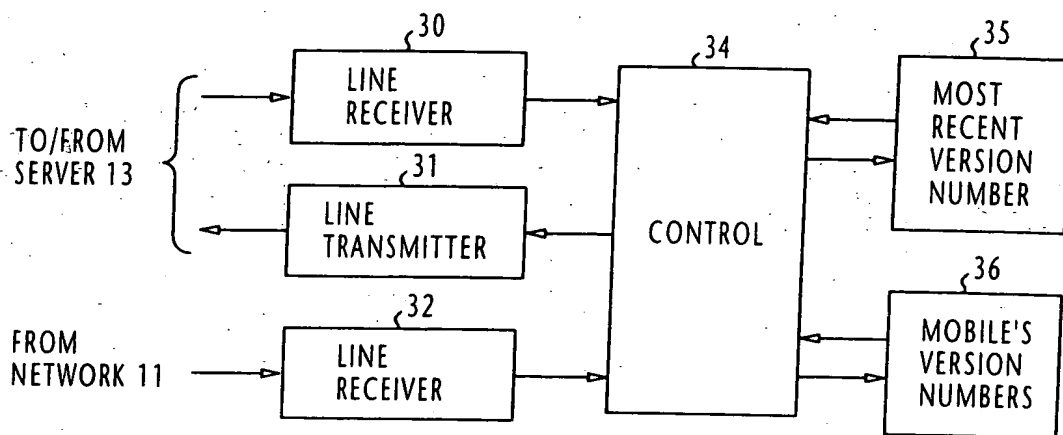 30
LINE
RECEIVER
TO/FROM
SERVER 13
31
LINE
TRANSMITTER
32
FROM
NETWORK 11
LINE
RECEIVER
34
CONTROL
35
MOST
RECENT
VERSION
NUMBER
36
MOBILE'S
VERSION
NUMBERS